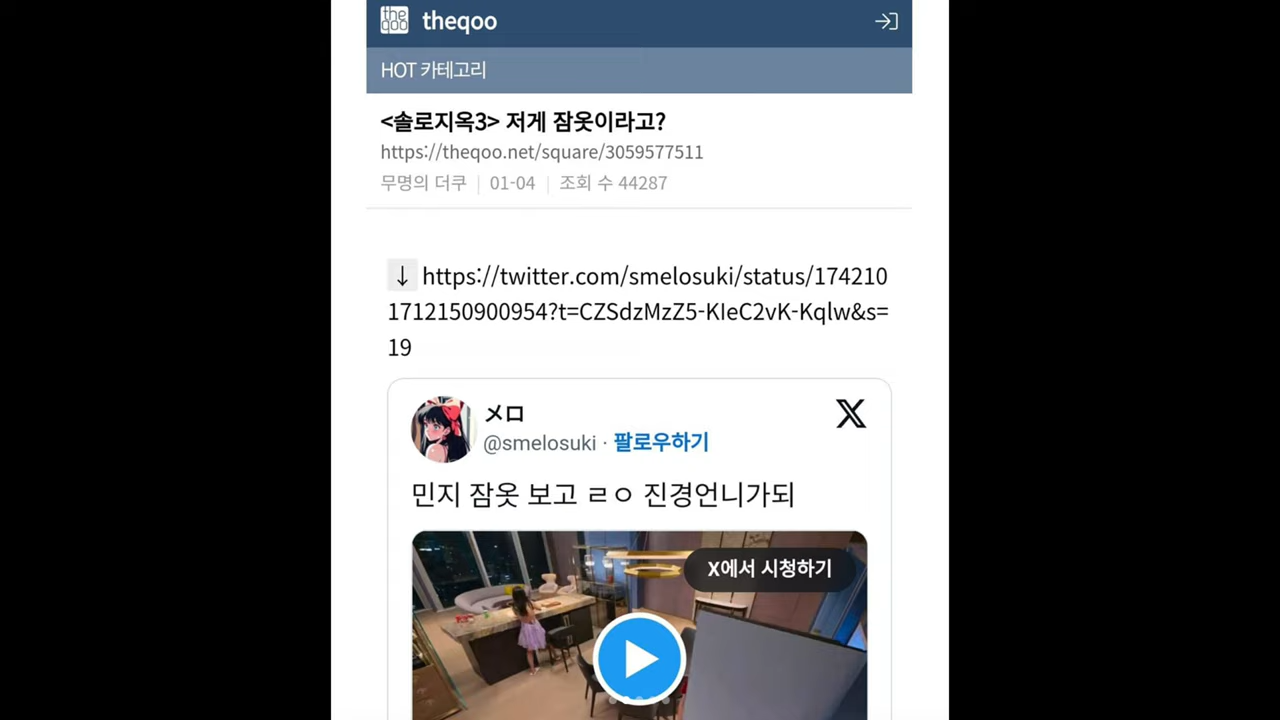 the qoo theqoo
HOT 카테고리
<솔로지옥3> 저게 잠옷이라고?
https://theqoo.net/square/3059577511
무명의 더쿠 | 01-04 | 조회 수 44287
↓ https://twitter.com/smelosuki/status/174210
1712150900954?t=CZSdzMzZ5-KIeC2vK-Kqlw&s=
19
メロ
@smelosuki · 팔로우하기
민지 잠옷 보고 ㄹㅇ 진경언니가되
X에서 시청하기